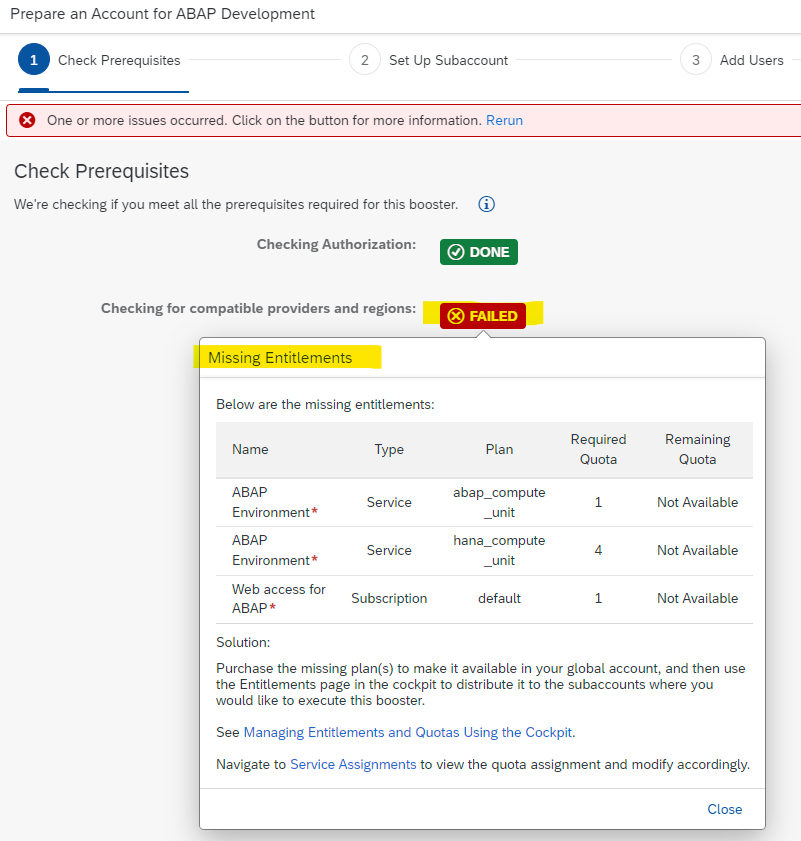 Prepare an Account for ABAP Development
1 Check Prerequisites 2 Set Up Subaccount 3 Add Users
One or more issues occurred. Click on the button for more information. Rerun
Check Prerequisites
We're checking if you meet all the prerequisites required for this booster.
Checking Authorization: DONE
Checking for compatible providers and regions: FAILED
Missing Entitlements
Below are the missing entitlements:
Name Type Plan Required Quota Remaining Quota
ABAP Environment* Service abap_compute_unit 1 Not Available
ABAP Environment* Service hana_compute_unit 4 Not Available
Web access for ABAP* Subscription default 1 Not Available
Solution:
Purchase the missing plan(s) to make it available in your global account, and then use
the Entitlements page in the cockpit to distribute it to the subaccounts where you
would like to execute this booster.
See Managing Entitlements and Quotas Using the Cockpit.
Navigate to Service Assignments to view the quota assignment and modify accordingly.
Close